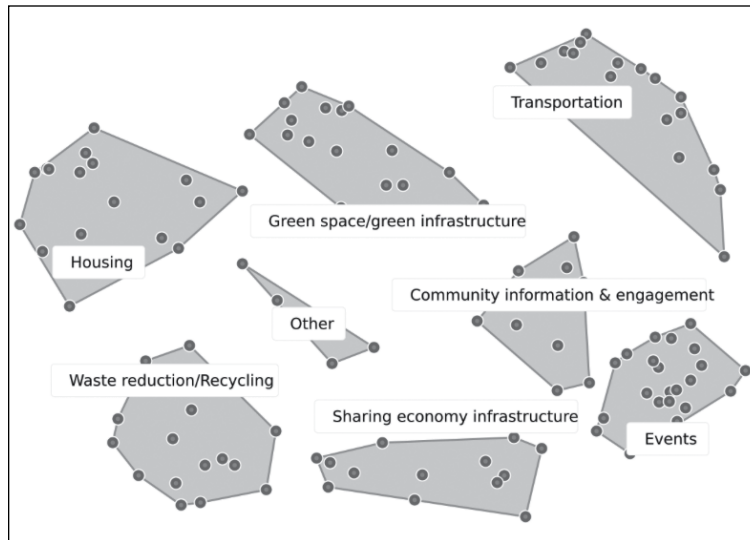 Transportation
Green space/green infrastructure
Housing
Community information & engagement
Other
Waste reduction/Recycling
Sharing economy infrastructure
Events